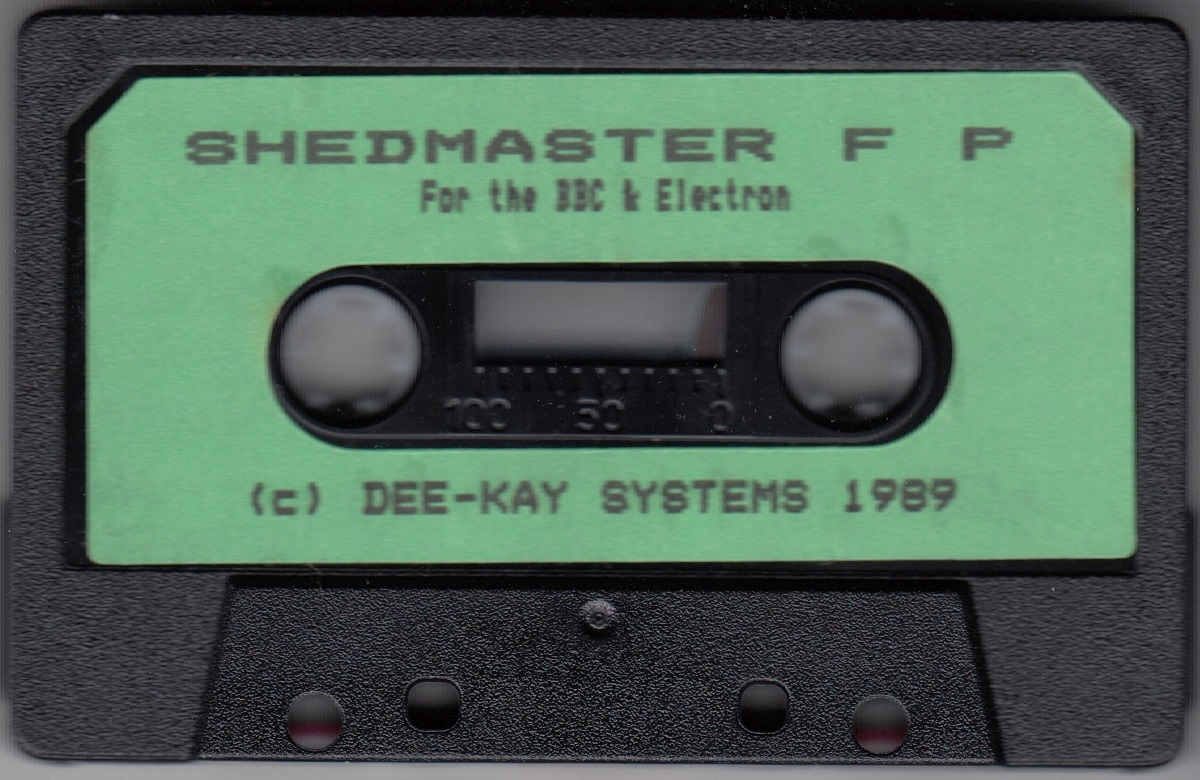 SHEDMASTER F P
For the BBC & Electron
100 50 0
(c) DEE-KAY SYSTEMS 1989